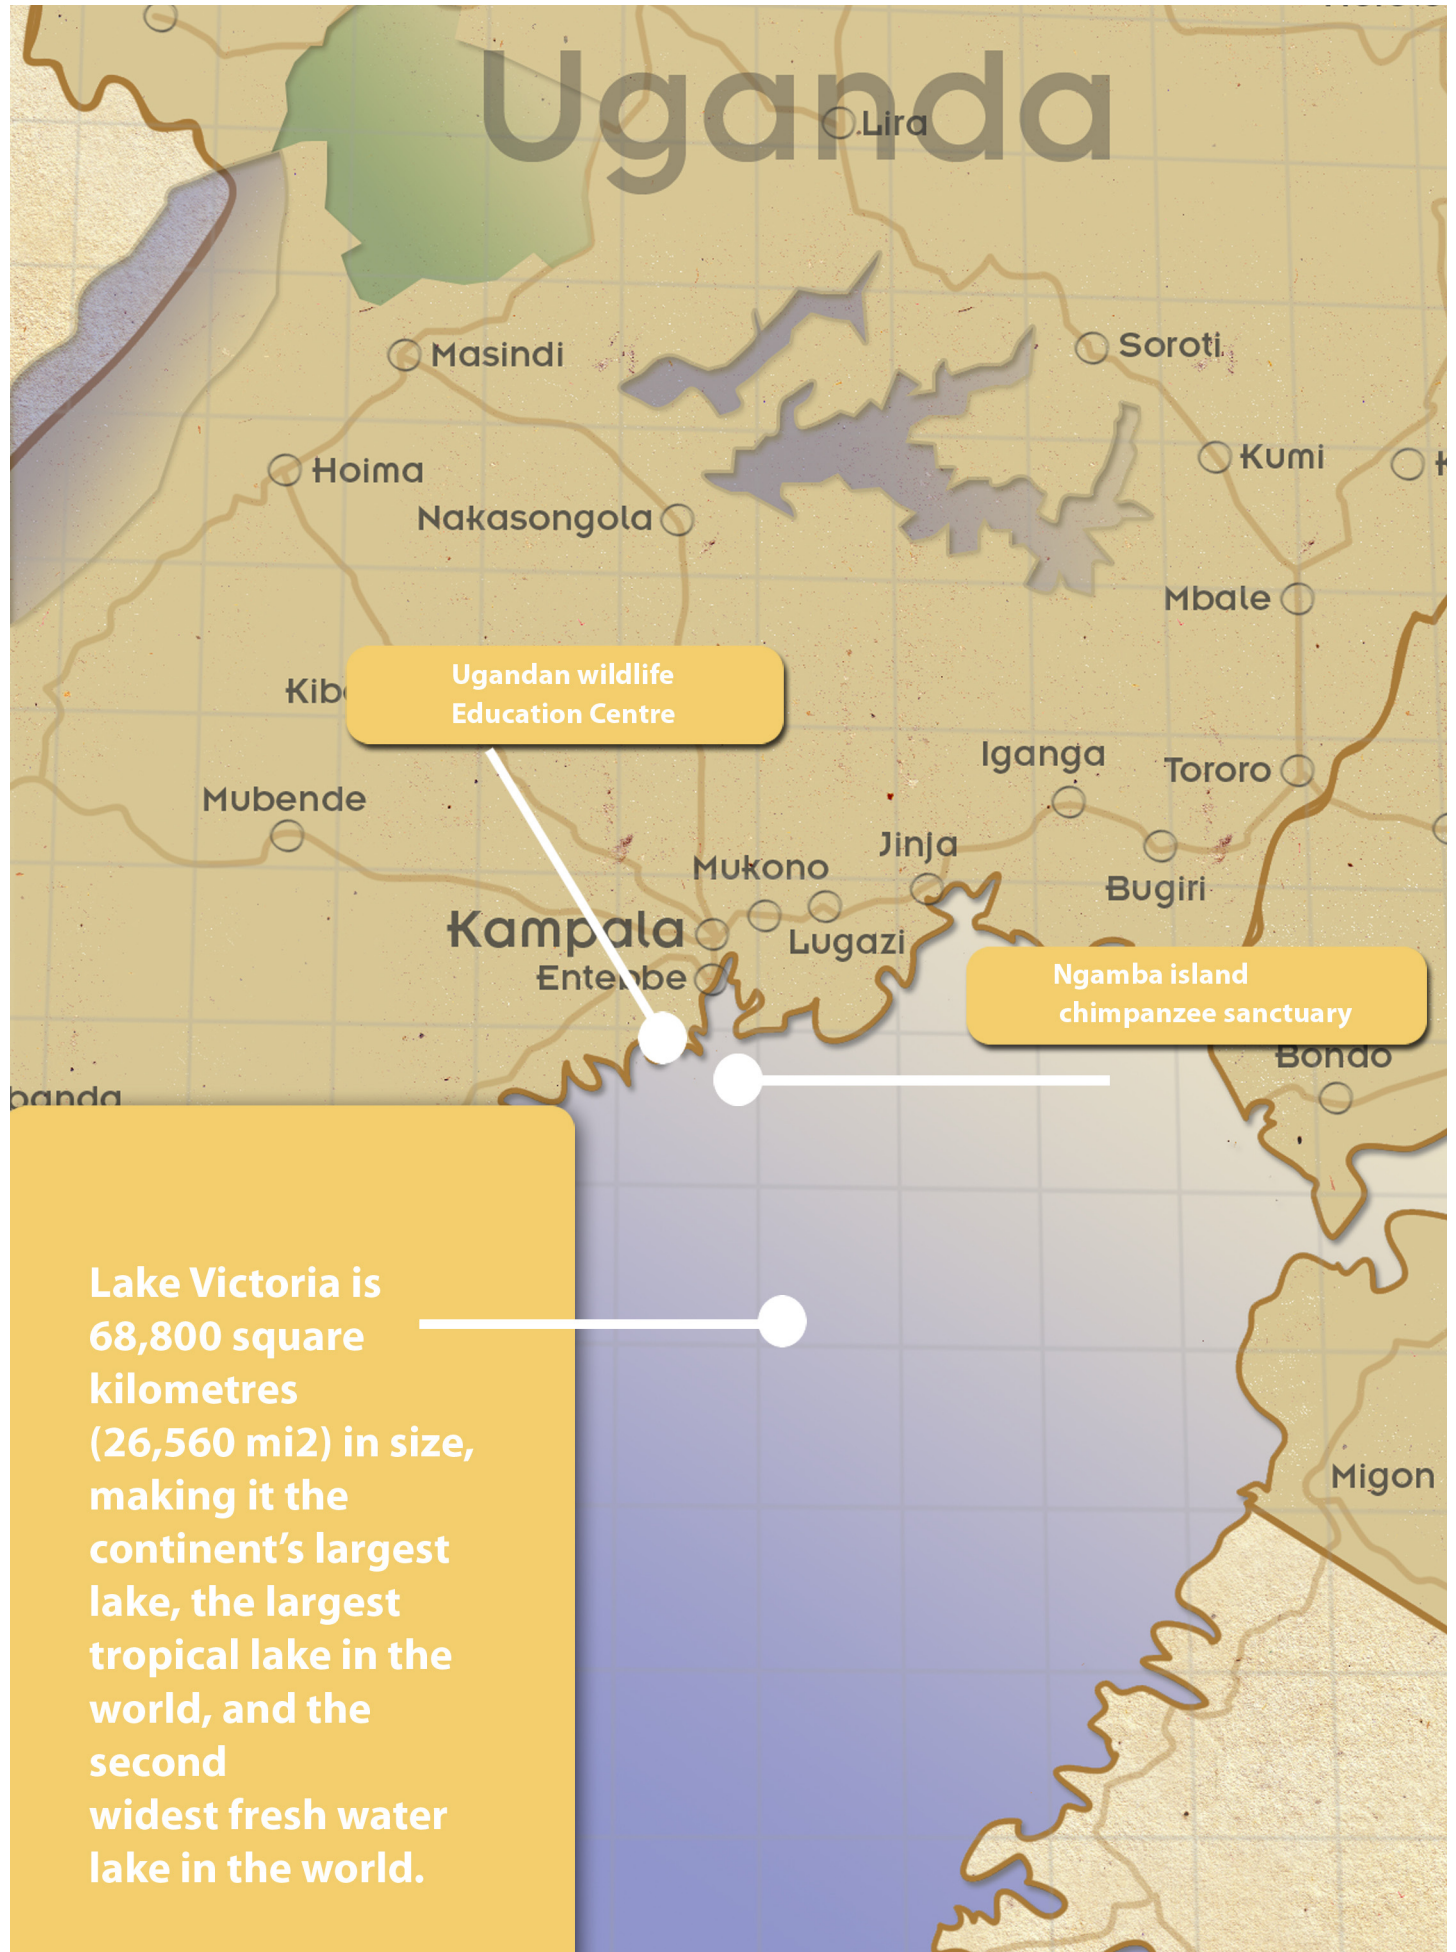 Uganda
Lira
Masindi
Soroti
Hoima
Kumi
Nakasongola
Mbale
Ugandan wildlife
Education Centre
Iganga
Tororo
Mubende
Jinja
Mukono
Bugiri
Kampala
Lugazi
Entebbe
Ngamba island
chimpanzee sanctuary
Bondo
Lake Victoria is
68,800 square
kilometres
(26,560 mi2) in size,
making it the
continent’s largest
lake, the largest
tropical lake in the
world, and the
second
widest fresh water
lake in the world.
Migon